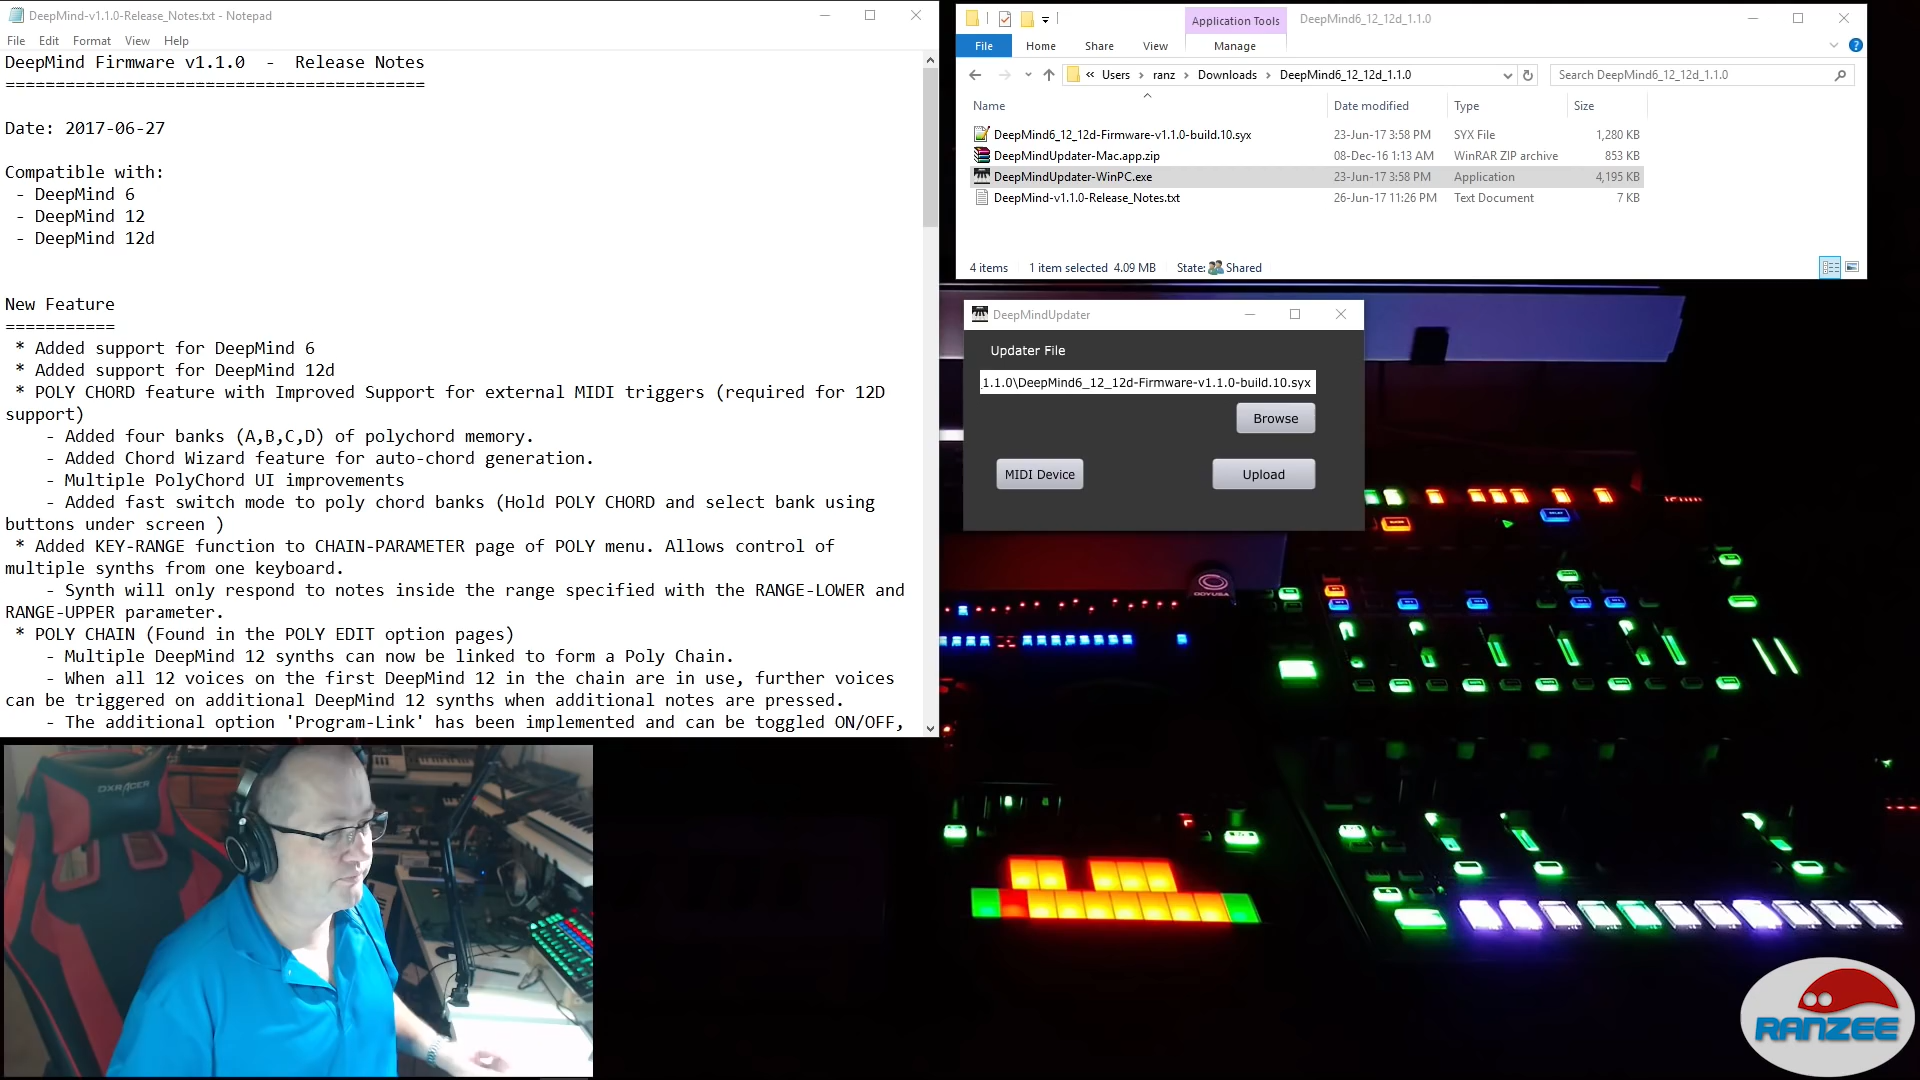 DeepMind-v1.1.0-Release_Notes.txt - Notepad
File Edit Format View Help
DeepMind Firmware v1.1.0 - Release Notes
==========================================
Date: 2017-06-27
Compatible with:
- DeepMind 6
- DeepMind 12
- DeepMind 12d
New Feature
===========
* Added support for DeepMind 6
* Added support for DeepMind 12d
* POLY CHORD feature with Improved Support for external MIDI triggers (required for 12D
support)
- Added four banks (A,B,C,D) of polychord memory.
- Added Chord Wizard feature for auto-chord generation.
- Multiple PolyChord UI improvements
- Added fast switch mode to poly chord banks (Hold POLY CHORD and select bank using
buttons under screen )
* Added KEY-RANGE function to CHAIN-PARAMETER page of POLY menu. Allows control of
multiple synths from one keyboard.
- Synth will only respond to notes inside the range specified with the RANGE-LOWER and
RANGE-UPPER parameter.
* POLY CHAIN (Found in the POLY EDIT option pages)
- Multiple DeepMind 12 synths can now be linked to form a Poly Chain.
- When all 12 voices on the first DeepMind 12 in the chain are in use, further voices
can be triggered on additional DeepMind 12 synths when additional notes are pressed.
- The additional option 'Program-Link' has been implemented and can be toggled ON/OFF,
Application Tools DeepMind6_12_12d_1.1.0
File Home Share View Manage
« Users › ranz › Downloads › DeepMind6_12_12d_1.1.0 Search DeepMind6_12_12d_1.1.0
Name Date modified Type Size
DeepMind6_12_12d-Firmware-v1.1.0-build.10.syx 23-Jun-17 3:58 PM SYX File 1,280 KB
DeepMindUpdater-Mac.app.zip 08-Dec-16 1:13 AM WinRAR ZIP archive 853 KB
DeepMindUpdater-WinPC.exe 23-Jun-17 3:58 PM Application 4,195 KB
DeepMind-v1.1.0-Release_Notes.txt 26-Jun-17 11:26 PM Text Document 7 KB
4 items 1 item selected 4.09 MB State: Shared
DeepMindUpdater
Updater File
.1.1.0\DeepMind6_12_12d-Firmware-v1.1.0-build.10.syx
Browse
MIDI Device Upload
OOYUSA
DXRACER
RANZEE